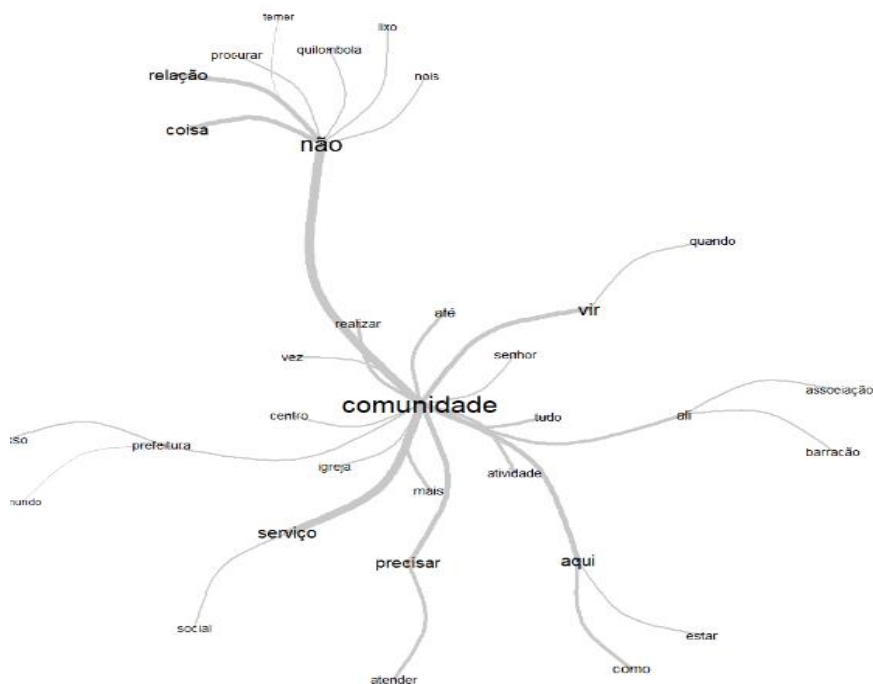 temer
lixo
procurar
quilombola
relação
nois
coisa
não
quando
vir
até
realizar
vez
senhor
associação
comunidade
centro
tudo
ali
prefeitura
barracão
igreja
atividade
mais
serviço
precisar
aqui
social
estar
como
atender